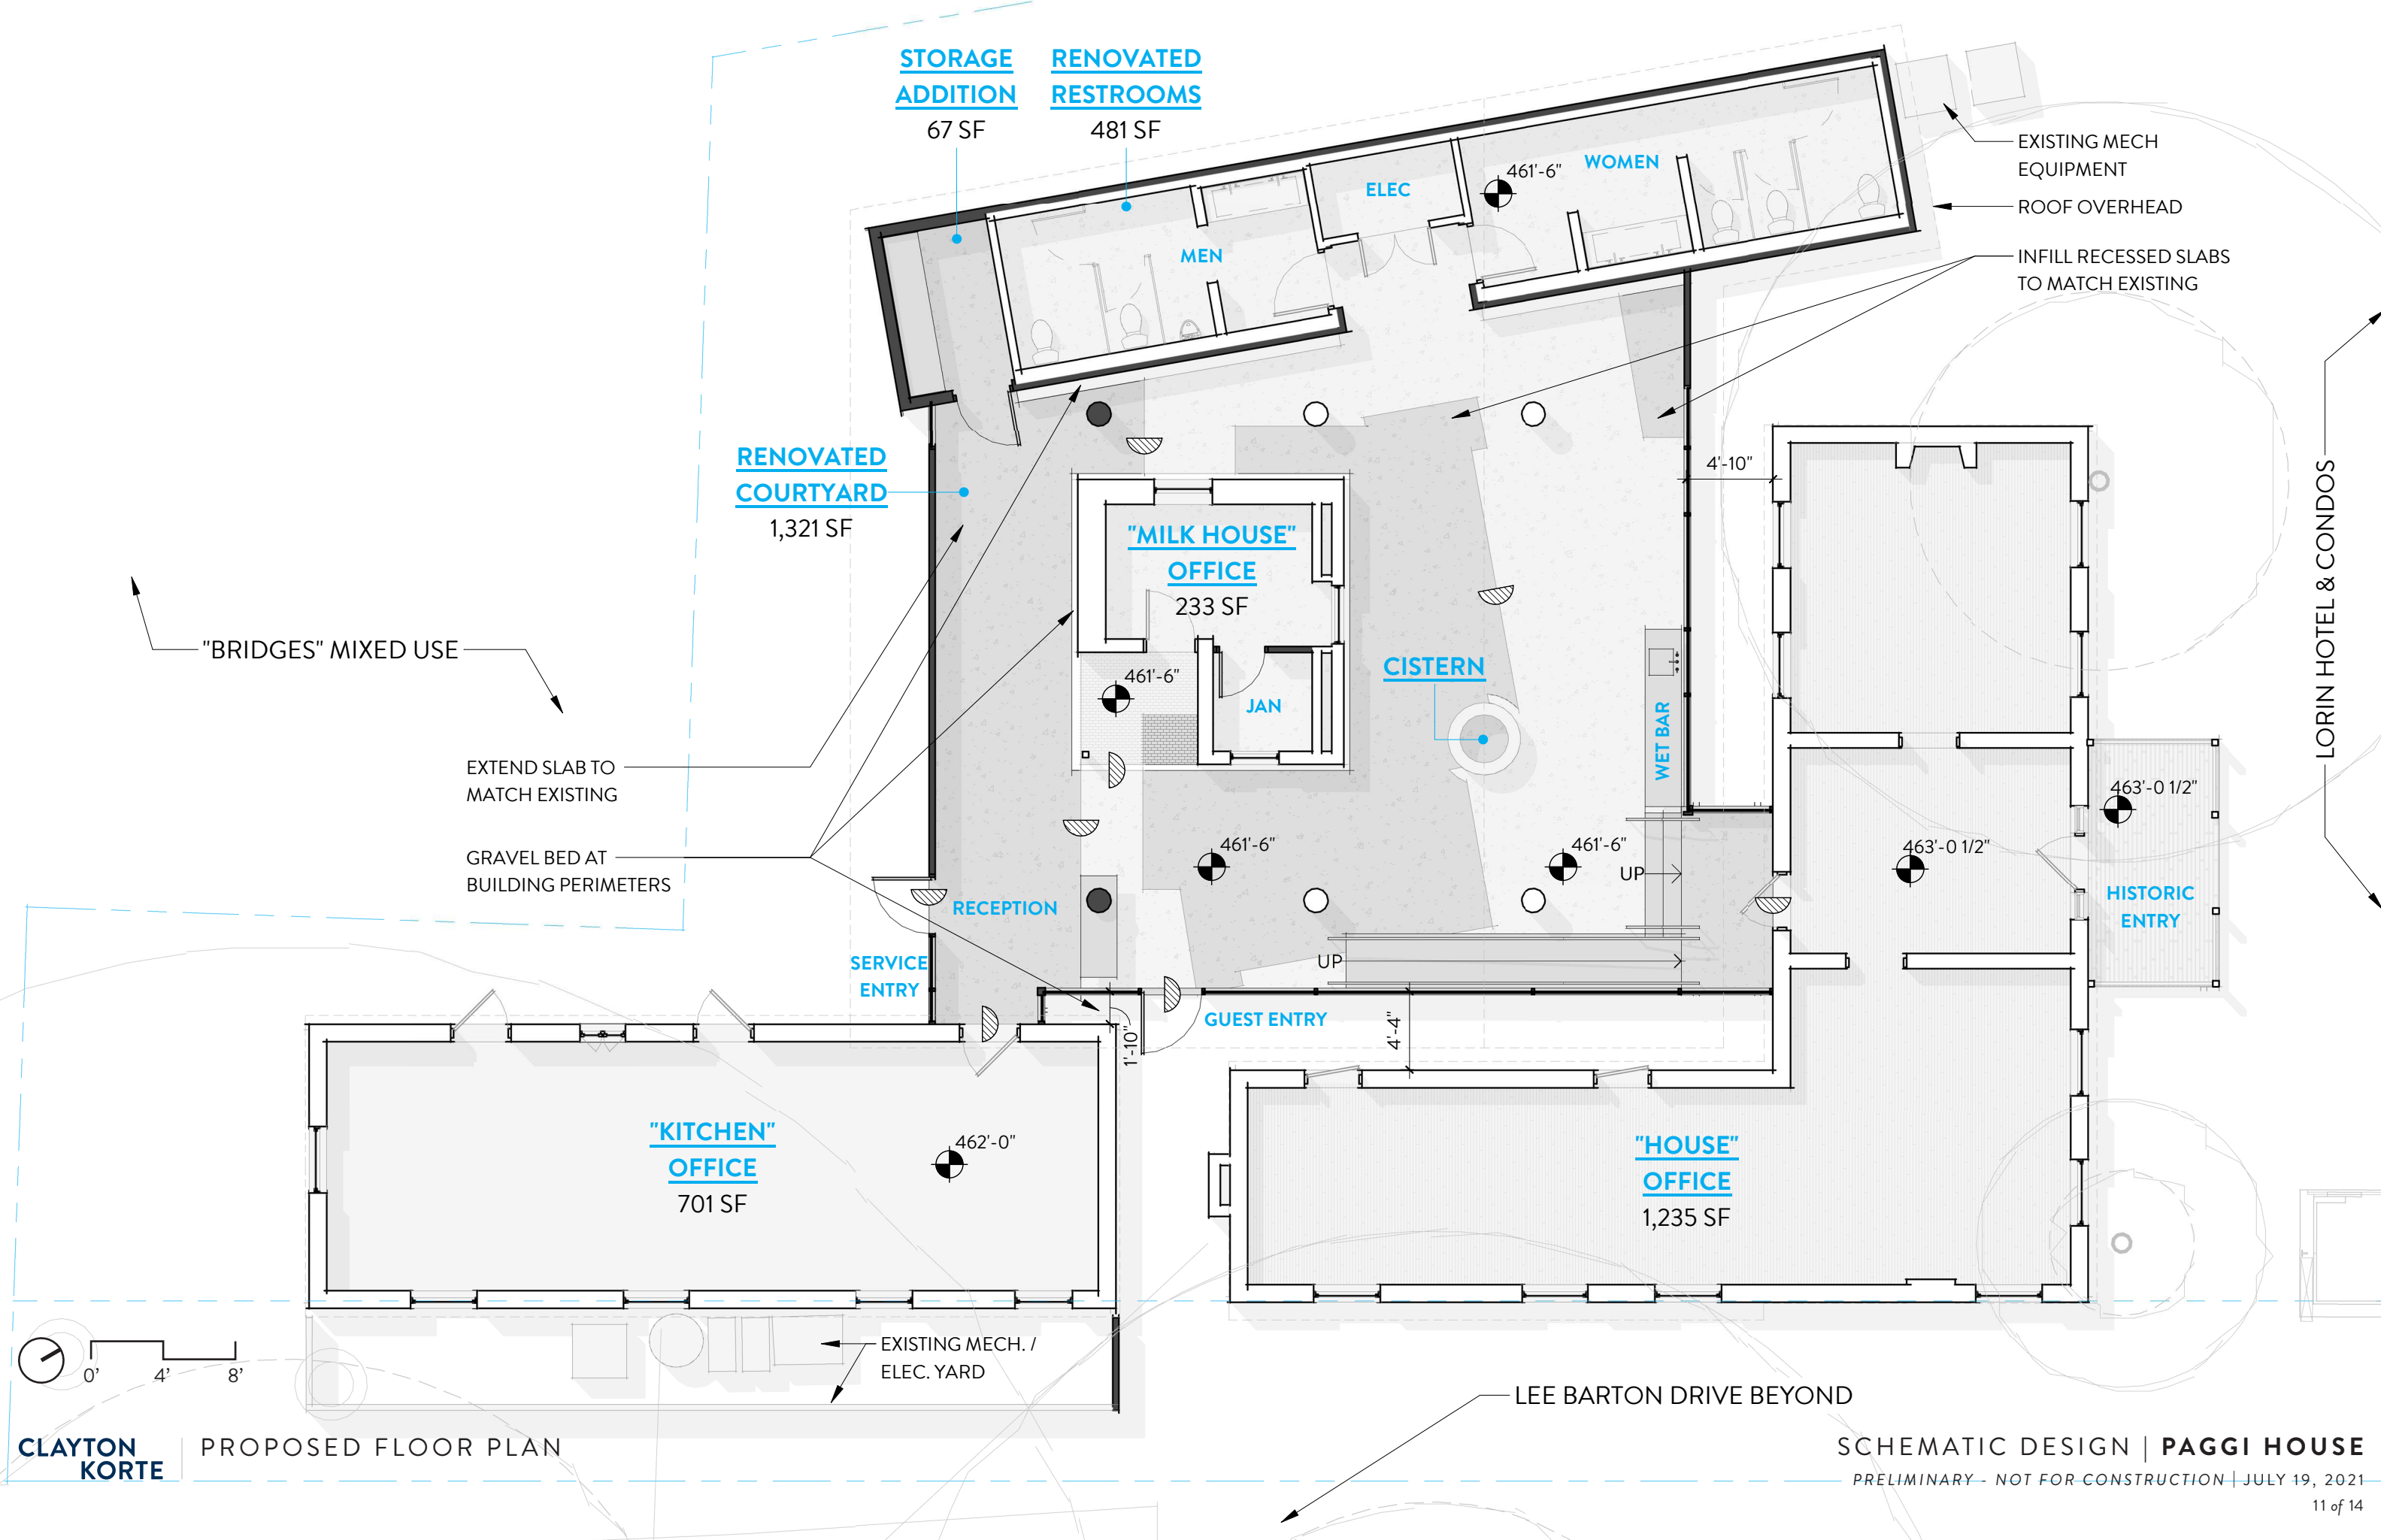 STORAGE
ADDITION
67 SF
RENOVATED
RESTROOMS
481 SF
EXISTING MECH
EQUIPMENT
ROOF OVERHEAD
INFILL RECESSED SLABS
TO MATCH EXISTING
461'-6"
WOMEN
ELEC
MEN
RENOVATED
COURTYARD
1,321 SF
4'-10"
"MILK HOUSE"
OFFICE
233 SF
LORIN HOTEL & CONDOS
"BRIDGES" MIXED USE
CISTERN
461'-6"
JAN
WET BAR
EXTEND SLAB TO
MATCH EXISTING
463'-0 1/2"
GRAVEL BED AT
BUILDING PERIMETERS
461'-6"
461'-6"
UP
463'-0 1/2"
HISTORIC
ENTRY
RECEPTION
SERVICE
ENTRY
UP
GUEST ENTRY
1'-10"
4'-4"
"KITCHEN"
OFFICE
701 SF
462'-0"
"HOUSE"
OFFICE
1,235 SF
EXISTING MECH. /
ELEC. YARD
0' 4' 8'
LEE BARTON DRIVE BEYOND
CLAYTON
KORTE
PROPOSED FLOOR PLAN
SCHEMATIC DESIGN | PAGGI HOUSE
PRELIMINARY - NOT FOR CONSTRUCTION | JULY 19, 2021
11 of 14